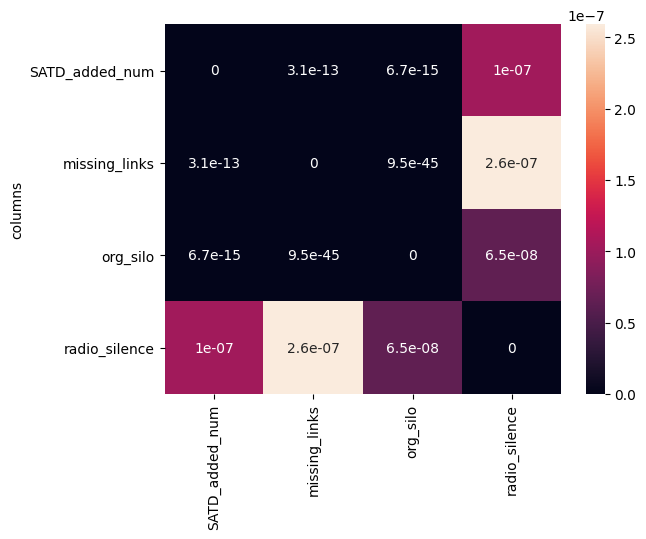 1e-7
SATD_added_num 0 3.1e-13 6.7e-15 1e-07
missing_links 3.1e-13 0 9.5e-45 2.6e-07
org_silo 6.7e-15 9.5e-45 0 6.5e-08
radio_silence 1e-07 2.6e-07 6.5e-08 0
columns
SATD_added_num
missing_links
org_silo
radio_silence
2.5
2.0
1.5
1.0
0.5
0.0